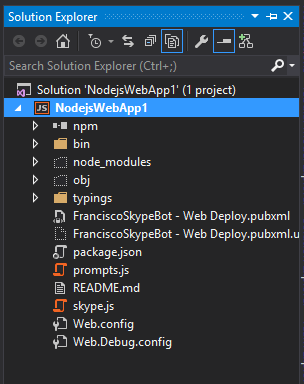 Solution Explorer
Search Solution Explorer (Ctrl+;)
Solution 'NodejsWebApp1' (1 project)
JS NodejsWebApp1
npm
bin
node_modules
obj
typings
FranciscoSkypeBot - Web Deploy.pubxml
FranciscoSkypeBot - Web Deploy.pubxml.u
package.json
prompts.js
README.md
skype.js
Web.config
Web.Debug.config